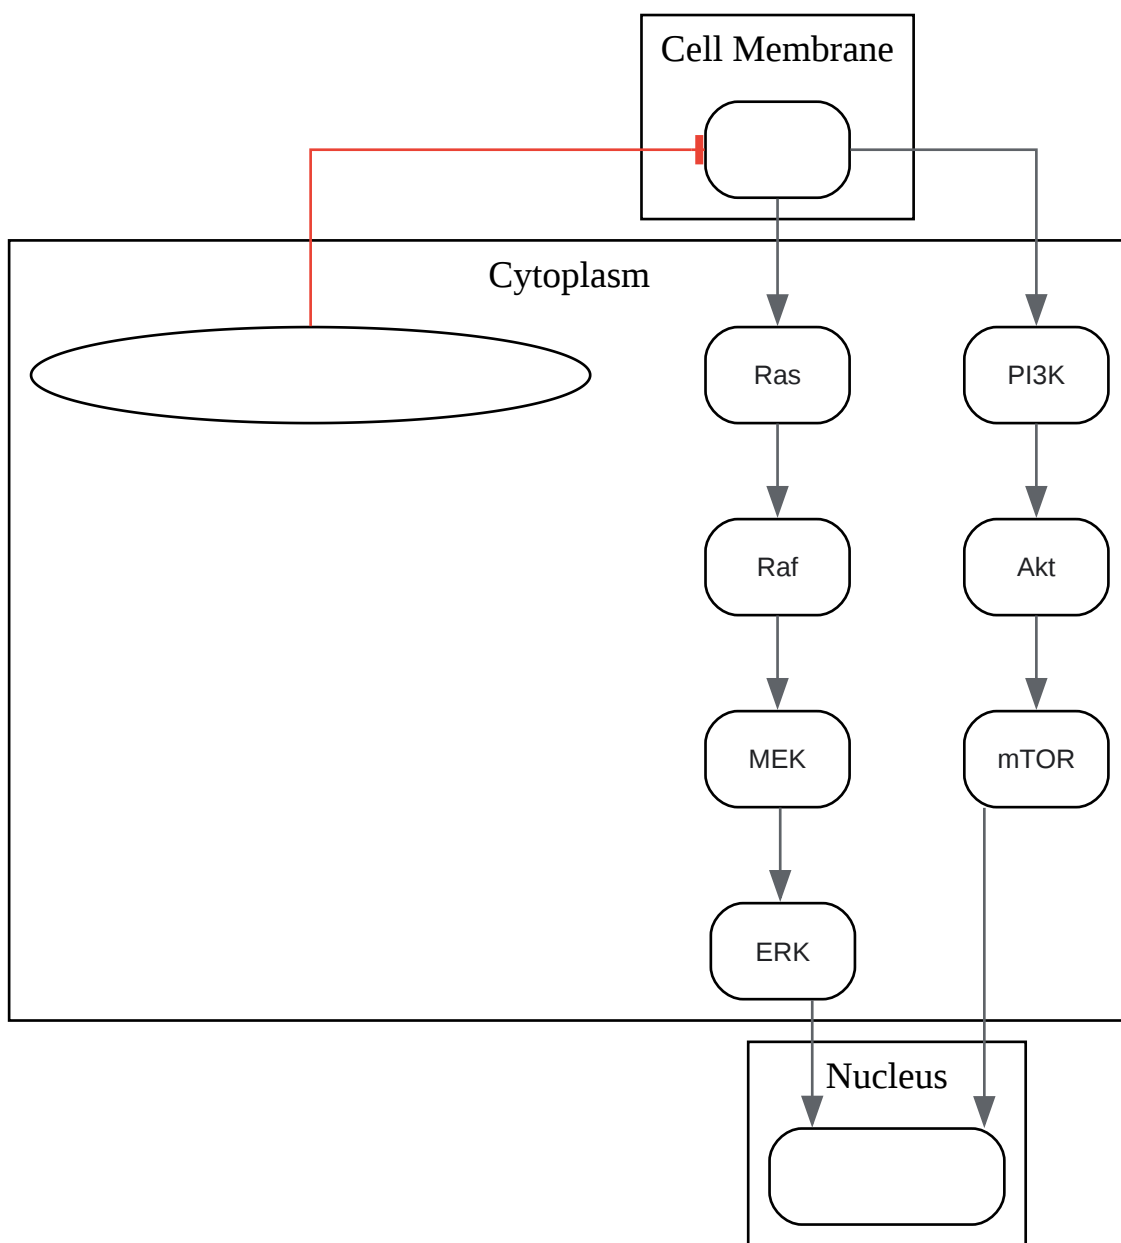 Cell Membrane
Cytoplasm
Ras
PI3K
Raf
Akt
MEK
mTOR
ERK
Nucleus